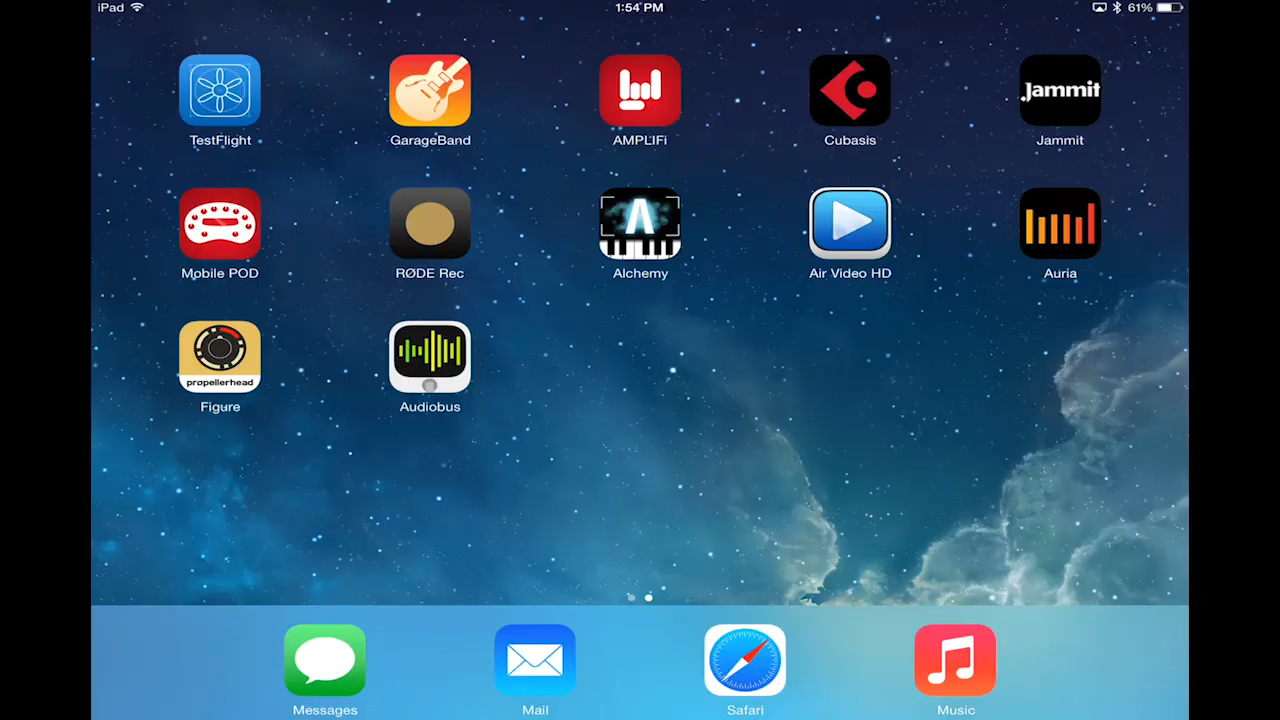 iPad 1:54 PM 61%
TestFlight GarageBand AMPLIFi Cubasis Jammit
Jammit
Mobile POD RØDE Rec Alchemy Air Video HD Auria
propellerhead
Figure Audiobus
Messages Mail Safari Music